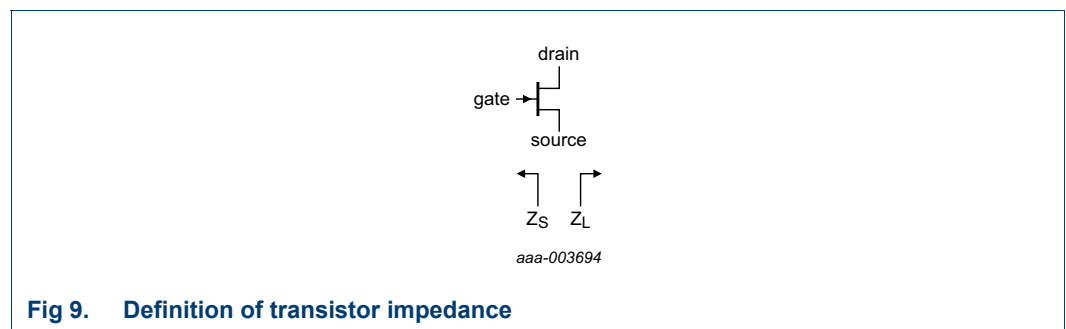 drain
gate
source
ZS ZL
aaa-003694
Fig 9. Definition of transistor impedance